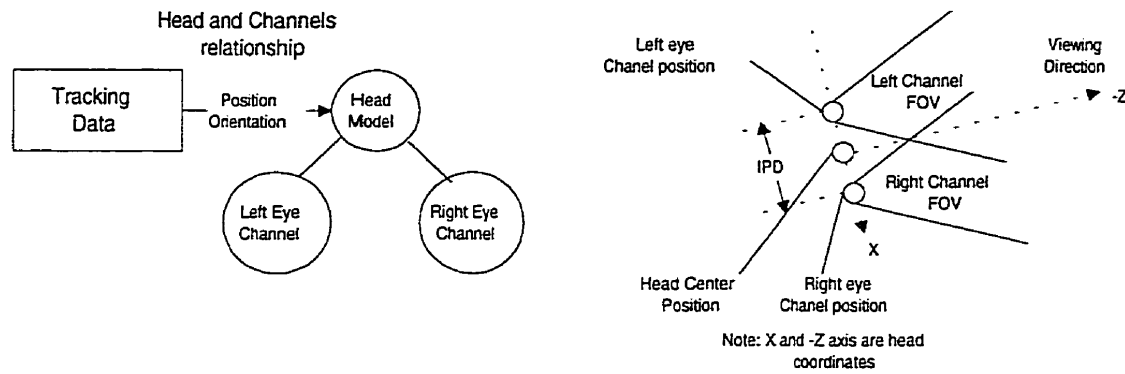 Head and Channels
relationship
Tracking
Data
Position
Orientation
Head
Model
Left Eye
Channel
Right Eye
Channel
Left eye
Chanel position
Left Channel
FOV
Viewing
Direction
-Z
IPD
Right Channel
FOV
X
Head Center
Position
Right eye
Chanel position
Note: X and -Z axis are head
coordinates